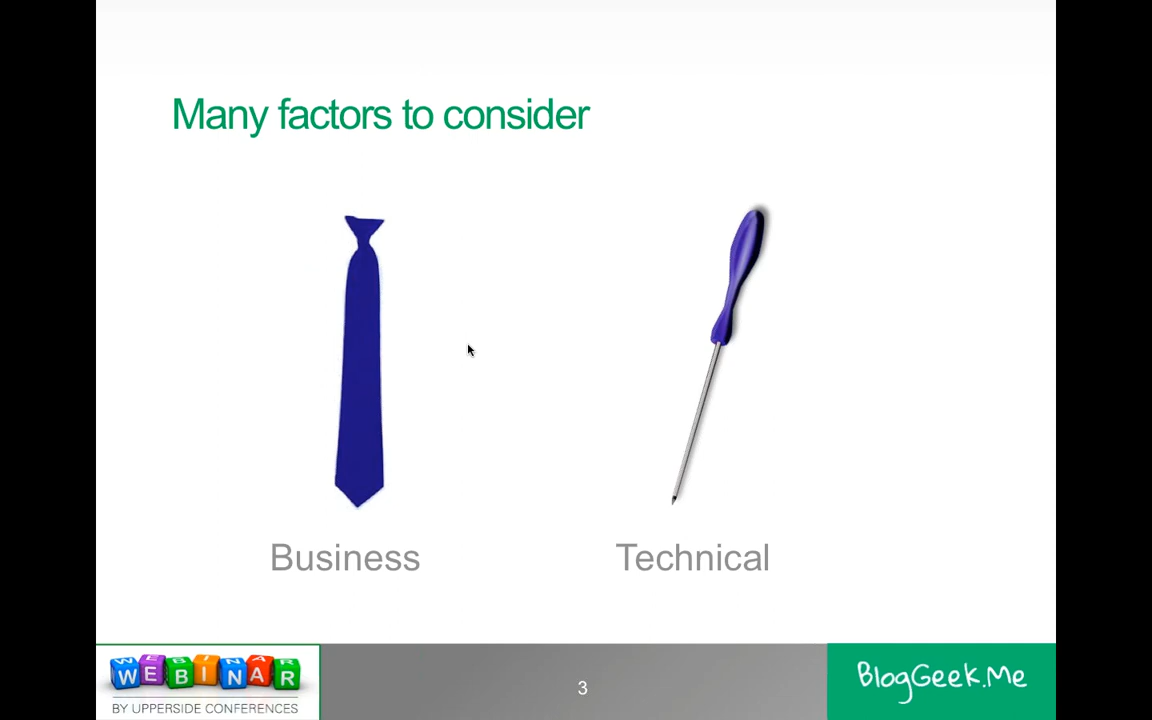 Many factors to consider
Business
Technical
WEBINAR
BY UPPERSIDE CONFERENCES
3
BlogGeek.Me